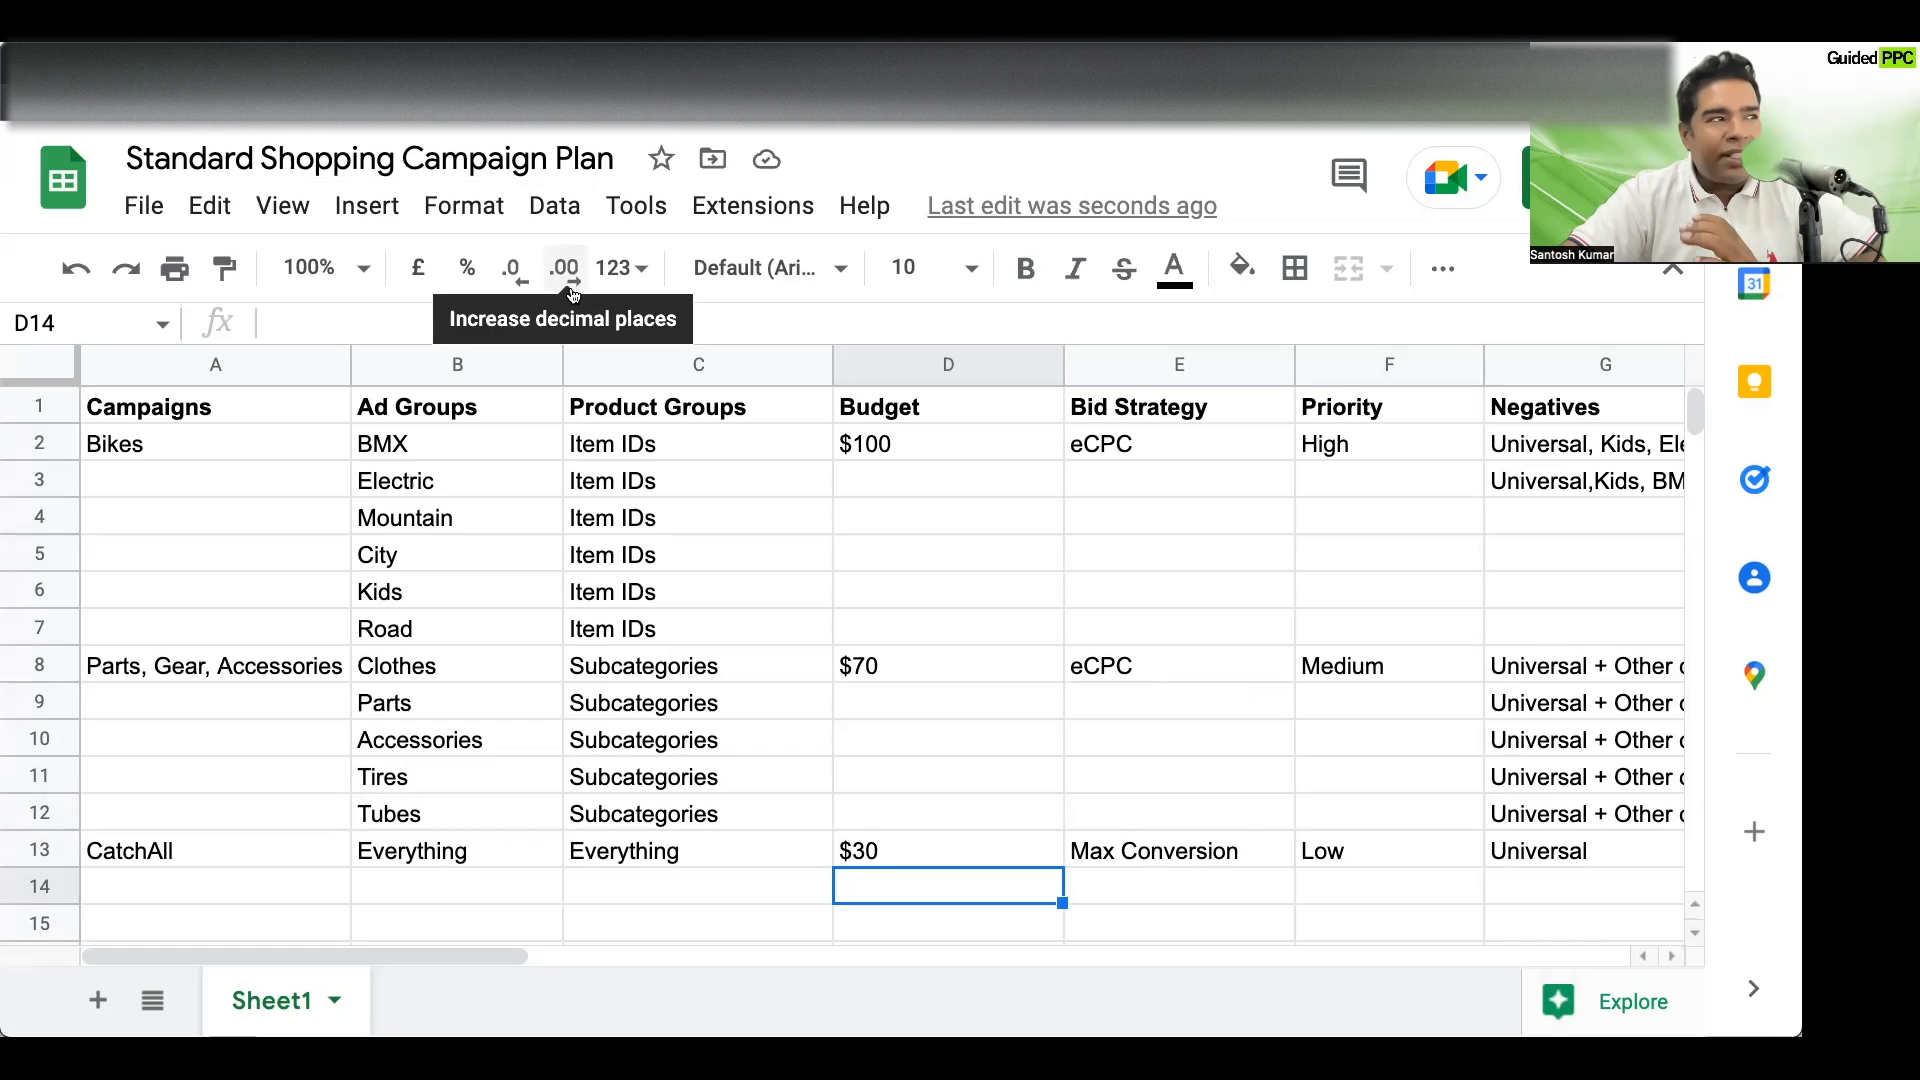 Guided PPC
Santosh Kumar
Standard Shopping Campaign Plan
File Edit View Insert Format Data Tools Extensions Help Last edit was seconds ago
100% £ % .0 .00 123 Default (Ari... 10 B I S A
31
D14 fx
Increase decimal places
A B C D E F G
1 Campaigns Ad Groups Product Groups Budget Bid Strategy Priority Negatives
2 Bikes BMX Item IDs $100 eCPC High Universal, Kids, Ele
3 Electric Item IDs Universal,Kids, BM
4 Mountain Item IDs
5 City Item IDs
6 Kids Item IDs
7 Road Item IDs
8 Parts, Gear, Accessories Clothes Subcategories $70 eCPC Medium Universal + Other
9 Parts Subcategories Universal + Other
10 Accessories Subcategories Universal + Other
11 Tires Subcategories Universal + Other
12 Tubes Subcategories Universal + Other
13 CatchAll Everything Everything $30 Max Conversion Low Universal
14
15
Sheet1
Explore